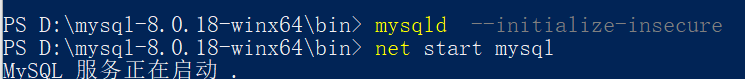 PS D:\mysql-8.0.18-winx64\bin> mysqld  --initialize-insecure
PS D:\mysql-8.0.18-winx64\bin> net start mysql
MySQL 服务正在启动 .